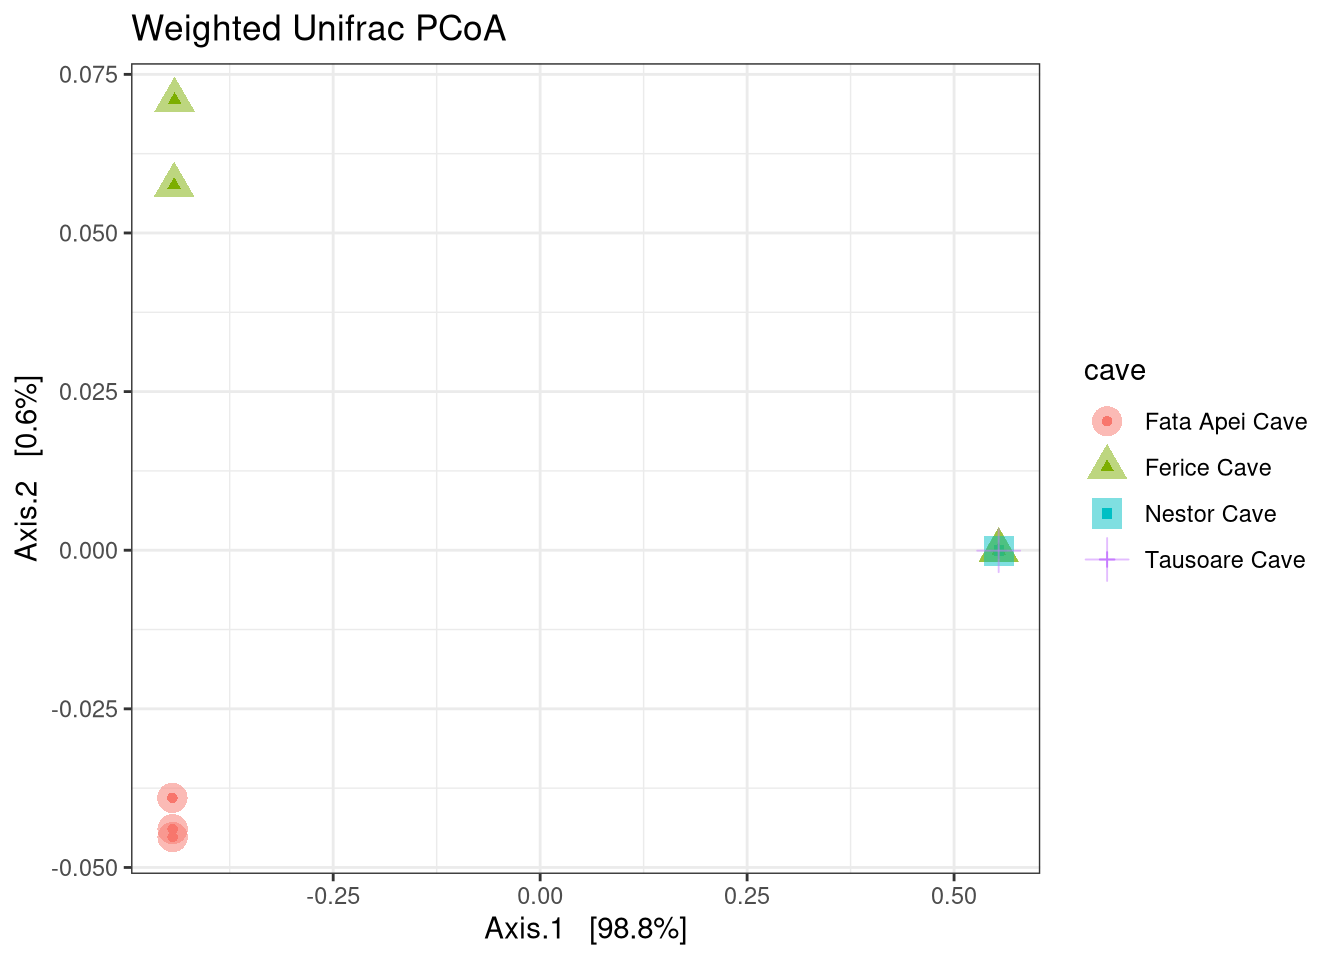 Weighted Unifrac PCoA
0.075
0.050
0.025
0.000
-0.025
-0.050
Axis.2 [0.6%]
-0.25
0.00
0.25
0.50
Axis.1 [98.8%]
cave
Fata Apei Cave
Ferice Cave
Nestor Cave
Tausoare Cave